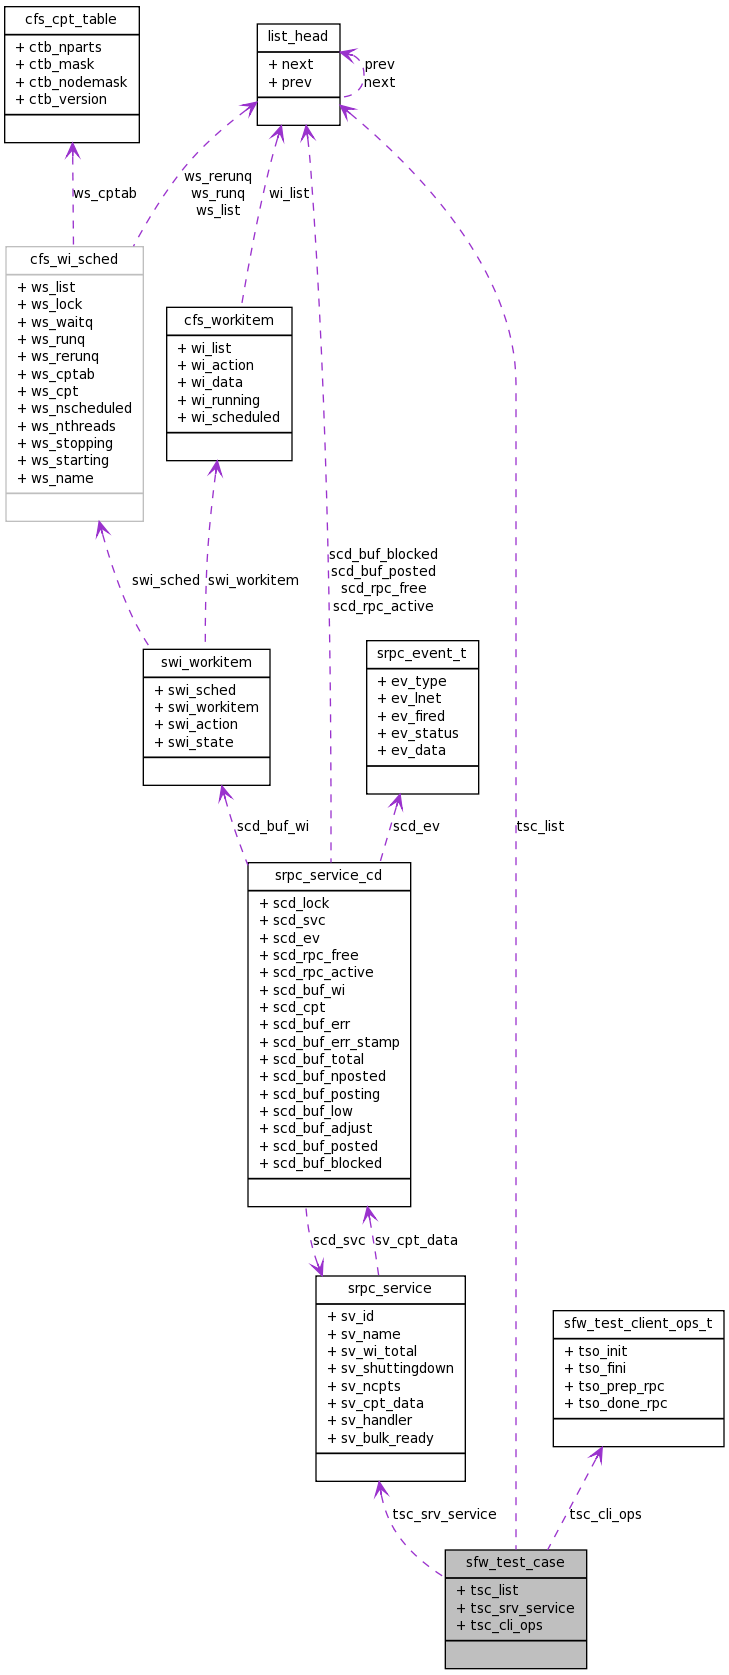 cfs_cpt_table
+ ctb_nparts
+ ctb_mask
+ ctb_nodemask
+ ctb_version
list_head
+ next
+ prev
prev
next
ws_cptab
ws_rerunq
ws_runq
ws_list
wi_list
cfs_wi_sched
+ ws_list
+ ws_lock
+ ws_waitq
+ ws_runq
+ ws_rerunq
+ ws_cptab
+ ws_cpt
+ ws_nscheduled
+ ws_nthreads
+ ws_stopping
+ ws_starting
+ ws_name
cfs_workitem
+ wi_list
+ wi_action
+ wi_data
+ wi_running
+ wi_scheduled
swi_sched
swi_workitem
scd_buf_blocked
scd_buf_posted
scd_rpc_free
scd_rpc_active
swi_workitem
+ swi_sched
+ swi_workitem
+ swi_action
+ swi_state
srpc_event_t
+ ev_type
+ ev_lnet
+ ev_fired
+ ev_status
+ ev_data
scd_buf_wi
scd_ev
tsc_list
srpc_service_cd
+ scd_lock
+ scd_svc
+ scd_ev
+ scd_rpc_free
+ scd_rpc_active
+ scd_buf_wi
+ scd_cpt
+ scd_buf_err
+ scd_buf_err_stamp
+ scd_buf_total
+ scd_buf_nposted
+ scd_buf_posting
+ scd_buf_low
+ scd_buf_adjust
+ scd_buf_posted
+ scd_buf_blocked
scd_svc
sv_cpt_data
srpc_service
+ sv_id
+ sv_name
+ sv_wi_total
+ sv_shuttingdown
+ sv_ncpts
+ sv_cpt_data
+ sv_handler
+ sv_bulk_ready
sfw_test_client_ops_t
+ tso_init
+ tso_fini
+ tso_prep_rpc
+ tso_done_rpc
tsc_srv_service
tsc_cli_ops
sfw_test_case
+ tsc_list
+ tsc_srv_service
+ tsc_cli_ops